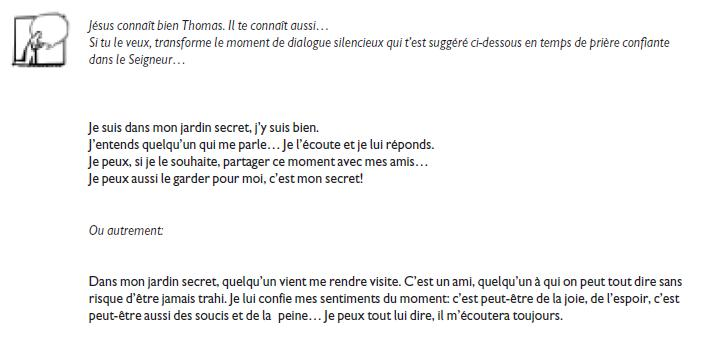 Jésus connaît bien Thomas. Il te connaît aussi…
Si tu le veux, transforme le moment de dialogue silencieux qui t'est suggéré ci-dessous en temps de prière confiante
dans le Seigneur…
Je suis dans mon jardin secret, j'y suis bien.
J'entends quelqu'un qui me parle… Je l'écoute et je lui réponds.
Je peux, si je le souhaite, partager ce moment avec mes amis…
Je peux aussi le garder pour moi, c'est mon secret!
Ou autrement:
Dans mon jardin secret, quelqu'un vient me rendre visite. C'est un ami, quelqu'un à qui on peut tout dire sans
risque d'être jamais trahi. Je lui confie mes sentiments du moment: c'est peut-être de la joie, de l'espoir, c'est
peut-être aussi des soucis et de la peine… Je peux tout lui dire, il m'écoutera toujours.